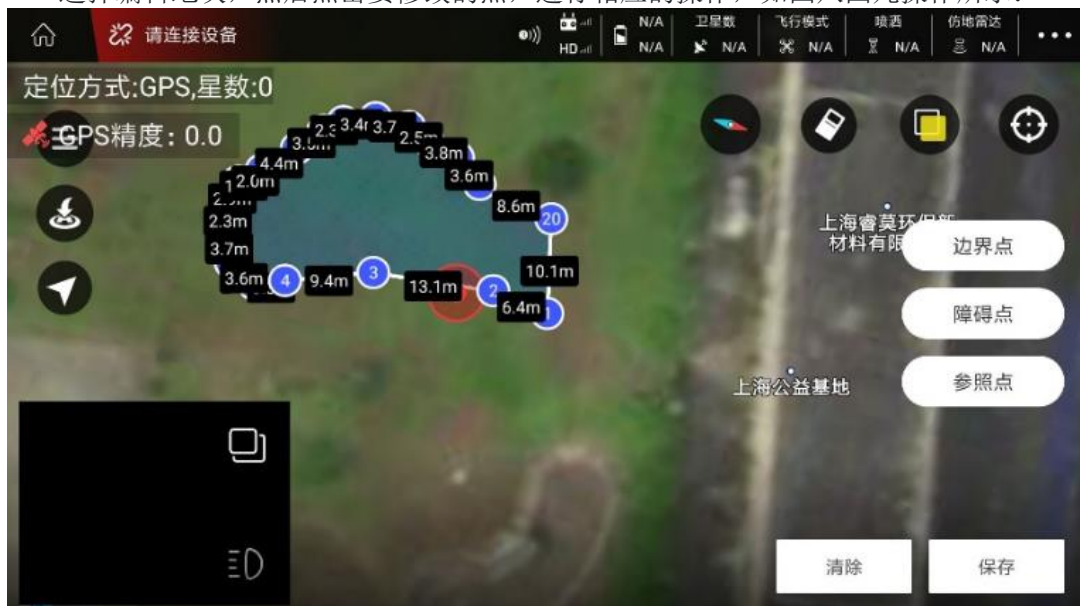 请连接设备
HD
N/A
N/A
卫星数
N/A
飞行模式
N/A
喷洒
N/A
仿地雷达
N/A
定位方式:GPS,星数:0
GPS精度: 0.0
2.3
3.4
3.7
2.5
3.8m
3.6m
4.4m
2.0m
2.3m
3.7m
3.6m
4
9.4m
3
13.1m
2
6.4m
1
10.1m
8.6m
20
上海睿莫环保新
材料有限
上海公益基地
边界点
障碍点
参照点
清除
保存